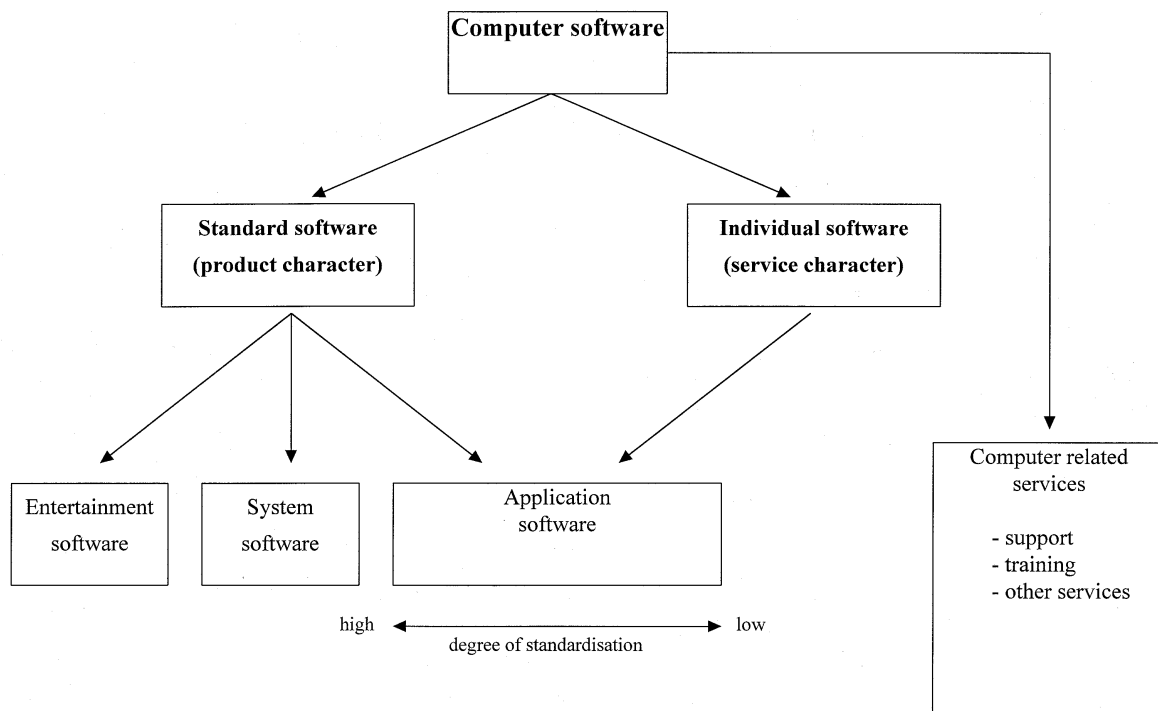 Computer software
Standard software
(product character)
Individual software
(service character)
Entertainment
software
System
software
Application
software
Computer related
services
- support
- training
- other services
high
low
degree of standardisation